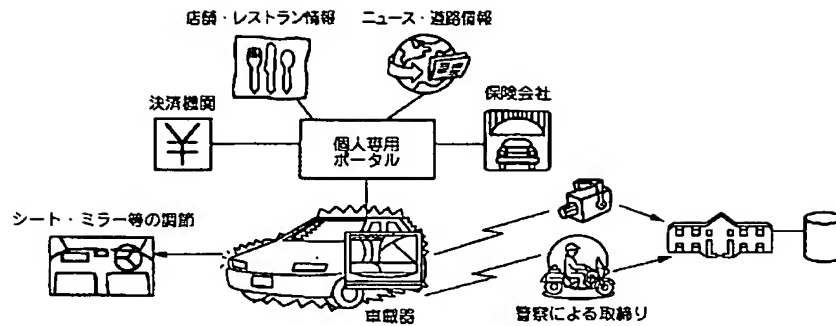 店舗・レストラン情報
ニュース・道路情報
決済機関
¥
個人専用
ポータル
保険会社
シート・ミラー等の調節
車載器
警察による取締り